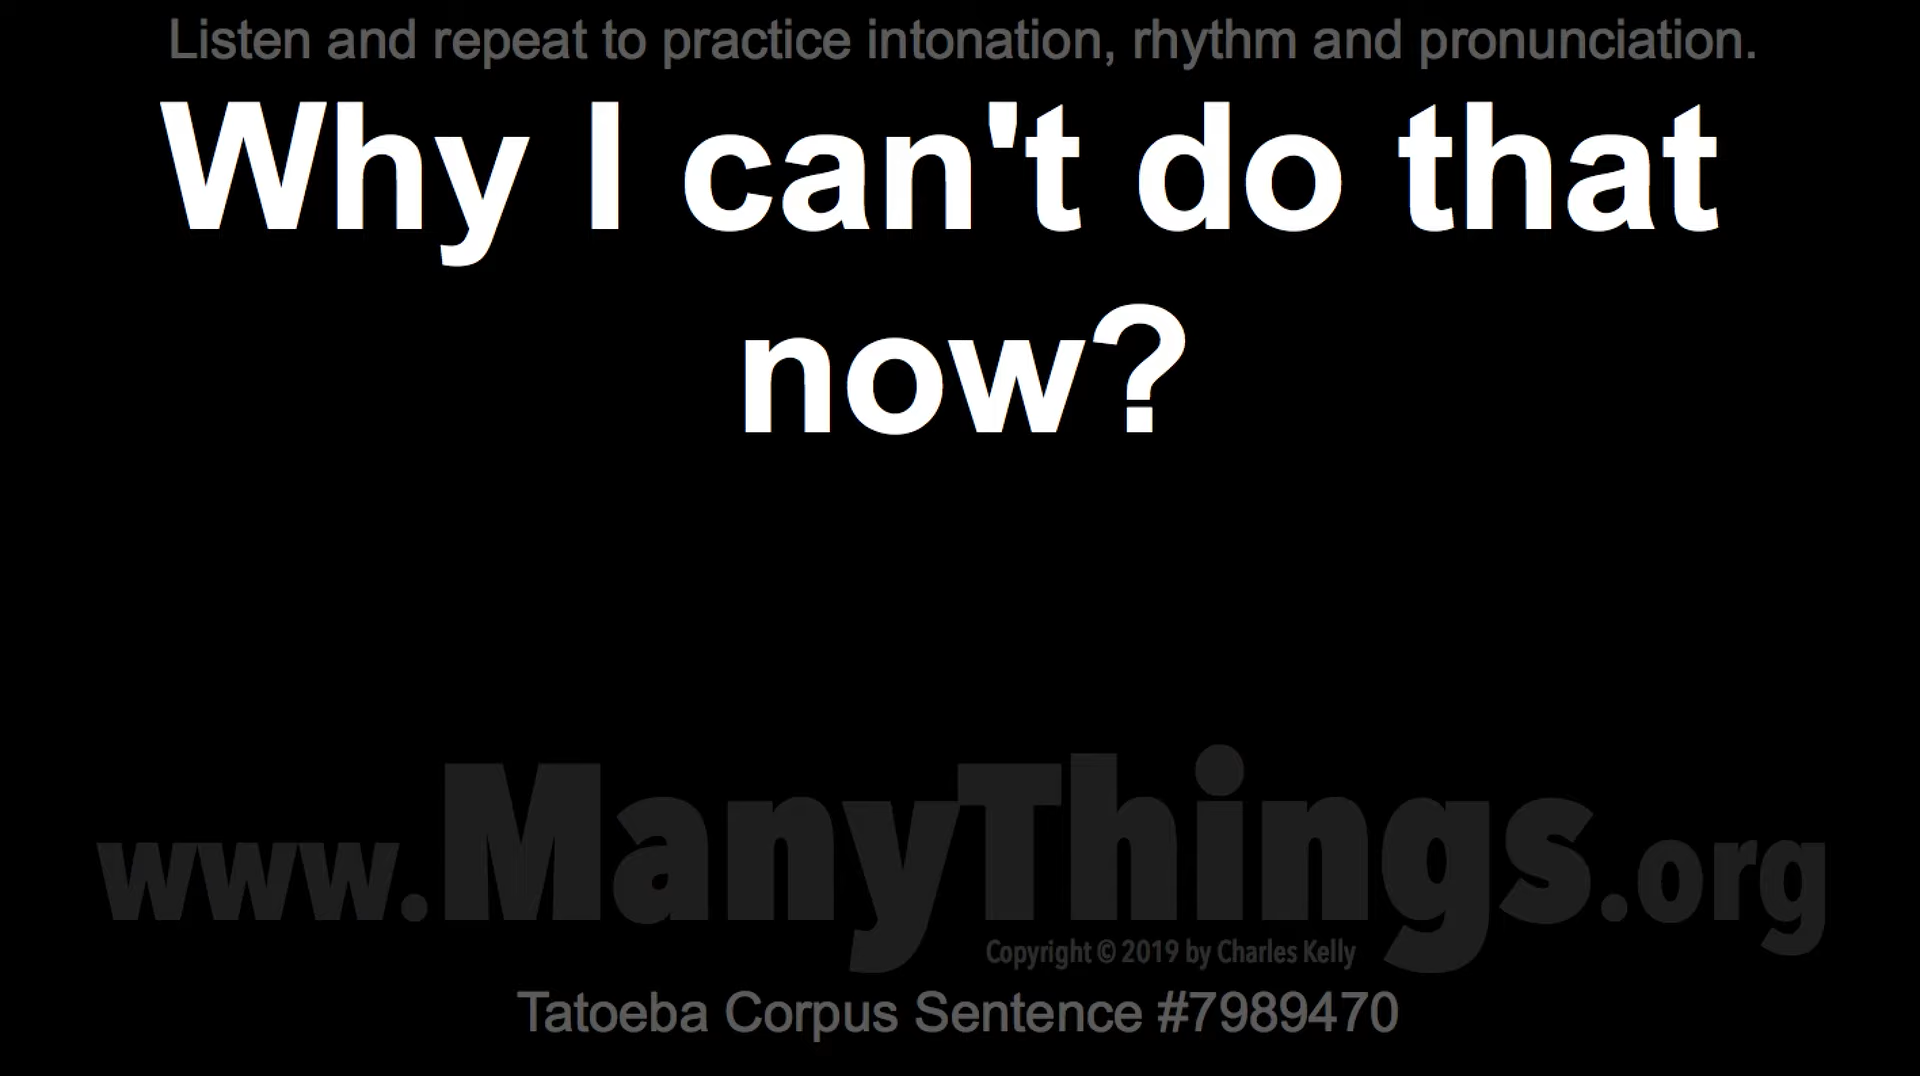 Listen and repeat to practice intonation, rhythm and pronunciation.
Why I can't do that
now?
www.ManyThings.org
Copyright © 2019 by Charles Kelly
Tatoeba Corpus Sentence #7989470